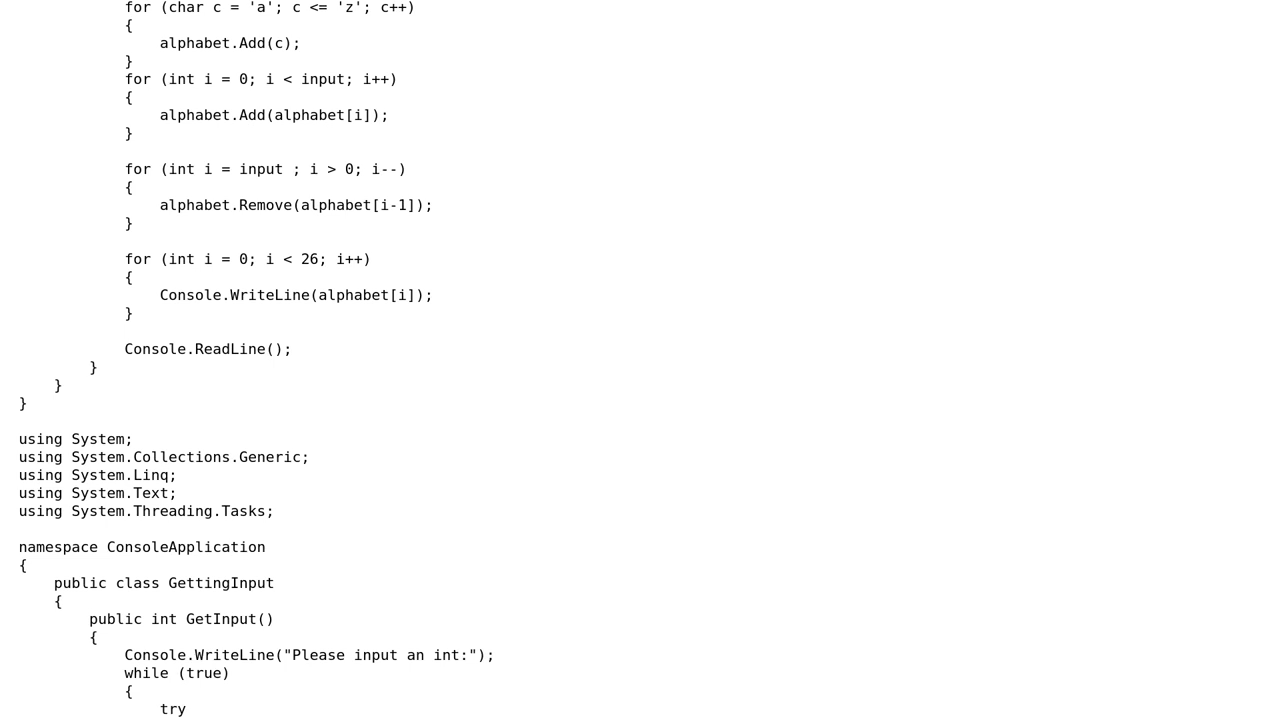 for (char c = 'a'; c <= 'z'; c++)
            {
                alphabet.Add(c);
            }
            for (int i = 0; i < input; i++)
            {
                alphabet.Add(alphabet[i]);
            }

            for (int i = input ; i > 0; i--)
            {
                alphabet.Remove(alphabet[i-1]);
            }

            for (int i = 0; i < 26; i++)
            {
                Console.WriteLine(alphabet[i]);
            }

            Console.ReadLine();
        }
    }
}

using System;
using System.Collections.Generic;
using System.Linq;
using System.Text;
using System.Threading.Tasks;

namespace ConsoleApplication
{
    public class GettingInput
    {
        public int GetInput()
        {
            Console.WriteLine("Please input an int:");
            while (true)
            {
                try